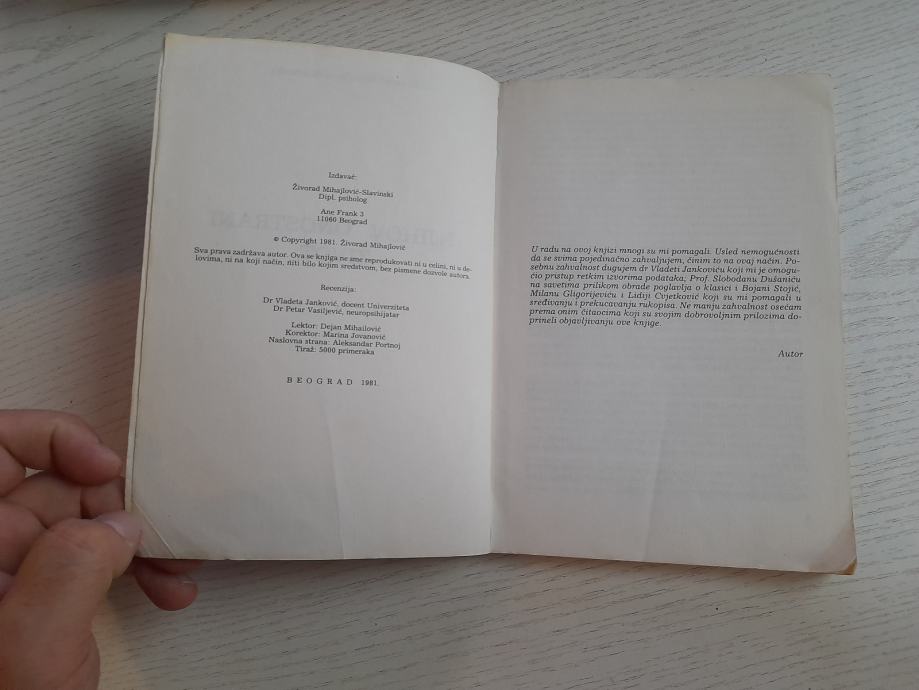 Izdavač:
Živorad Mihajlović-Slavinski
Dipl. psiholog
Ane Frank 3
11060 Beograd
© Copyright 1981. Živorad Mihajlović
Sva prava zadržava autor. Ova se knjiga ne sme reprodukovati ni u celini, ni u de-
lovima, ni na koji način, niti bilo kojim sredstvom, bez pismene dozvole autora.
Recenzija:
Dr Vladeta Janković, docent Univerziteta
Dr Petar Vasiljević, neuropsihijatar
Lektor: Dejan Mihailović
Korektor: Marina Jovanović
Naslovna strana: Aleksandar Portnoj
Tiraž: 5000 primeraka
BEOGRAD 1981.
U radu na ovoj knjizi mnogi su mi pomagali. Usled nemogućnosti
da se svima pojedinačno zahvaljujem, činim to na ovaj način. Po-
sebnu zahvalnost dugujem dr Vladeti Jankoviću koji mi je omogu-
ćio pristup retkim izvorima podataka; Prof. Slobodanu Dušaniću
na savetima prilikom obrade poglavlja o klasici i Bojani Stojić,
Milanu Gligorijeviću i Lidiji Cvjetković koji su mi pomagali u
sređivanju i prekucavanju rukopisa. Ne manju zahvalnost osećam
prema onim čitaocima koji su svojim dobrovoljnim prilozima do-
prineli objavljivanju ove knjige.
Autor